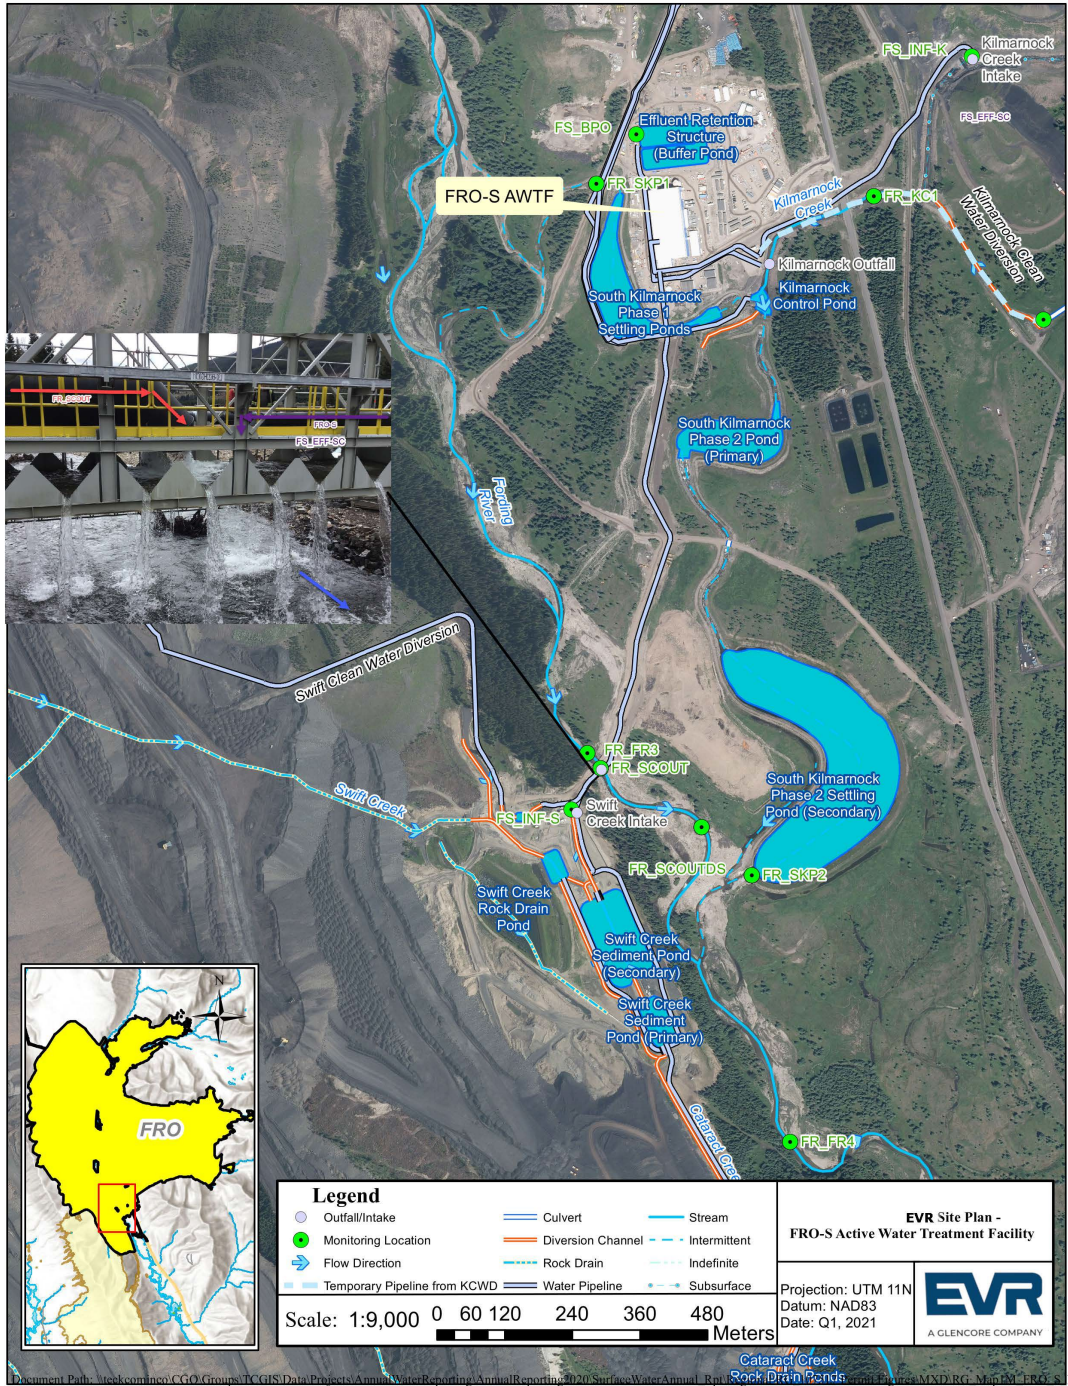 FS_INF-K
Kilmarnock
Creek
Intake
FS_EFF-SC
FS_BPO
Effluent Retention
Structure
(Buffer Pond)
FR_SKP1
FRO-S AWTF
Kilmarnock
Creek
FR_KC1
Kilmarnock Clean
Water Diversion
Kilmarnock Outfall
Kilmarnock
Control Pond
South Kilmarnock
Phase 1
Settling Ponds
FR_SCOUT
FRO-S
FS_EFF-SC
South Kilmarnock
Phase 2 Pond
(Primary)
Fording
River
Swift Clean Water Diversion
FR_FR3
FR_SCOUT
Swift Creek
FS_INF-S
Swift
Creek Intake
South Kilmarnock
Phase 2 Settling
Pond (Secondary)
FR_SCOUTDS
FR_SKP2
Swift Creek
Rock Drain
Pond
Swift Creek
Sediment Pond
(Secondary)
Swift Creek
Sediment
Pond (Primary)
Cataract Cree
FR_FR4
N
FRO
Legend
Outfall/Intake
Monitoring Location
Flow Direction
Temporary Pipeline from KCWD
Culvert
Diversion Channel
Rock Drain
Water Pipeline
Stream
Intermittent
Indefinite
Subsurface
Scale: 1:9,000
0 60 120 240 360 480
Meters
EVR Site Plan -
FRO-S Active Water Treatment Facility
Projection: UTM 11N
Datum: NAD83
Date: Q1, 2021
EVR
A GLENCORE COMPANY
Cataract Creek
Rock Drain Ponds